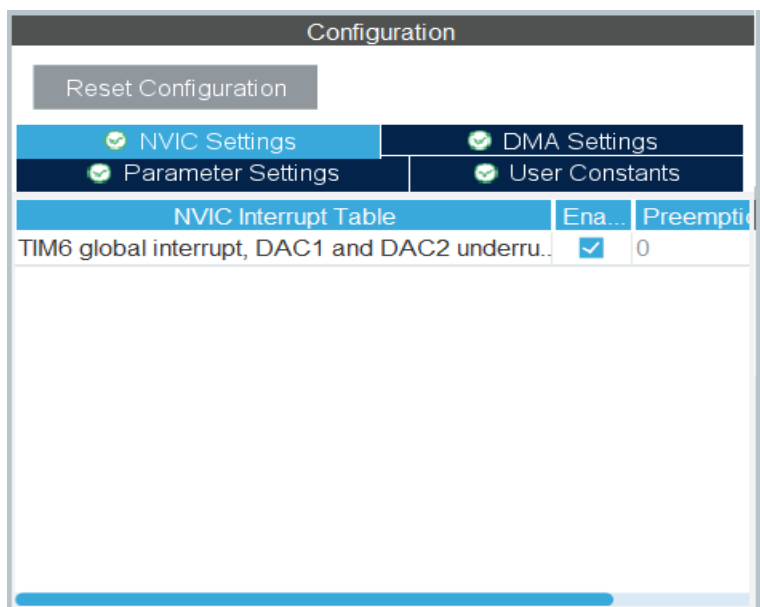 Configuration
Reset Configuration
NVIC Settings
DMA Settings
Parameter Settings
User Constants
NVIC Interrupt Table Ena... Preemptio
TIM6 global interrupt, DAC1 and DAC2 underru.. 0